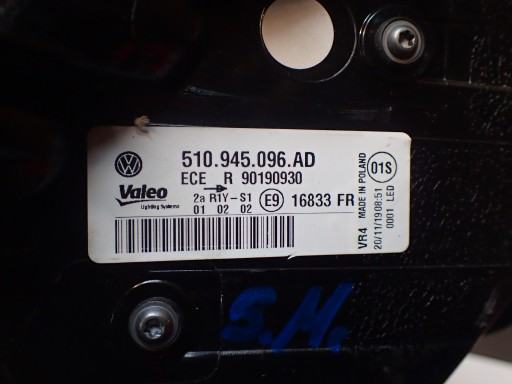 510.945.096.AD
ECE R 90190930
Valeo
Lighting Systems
2a R1Y-S1
01 02 02
E9 16833 FR
VR4 MADE IN POLAND
20/11/19 08:51
0001 LED
01S
S.M.